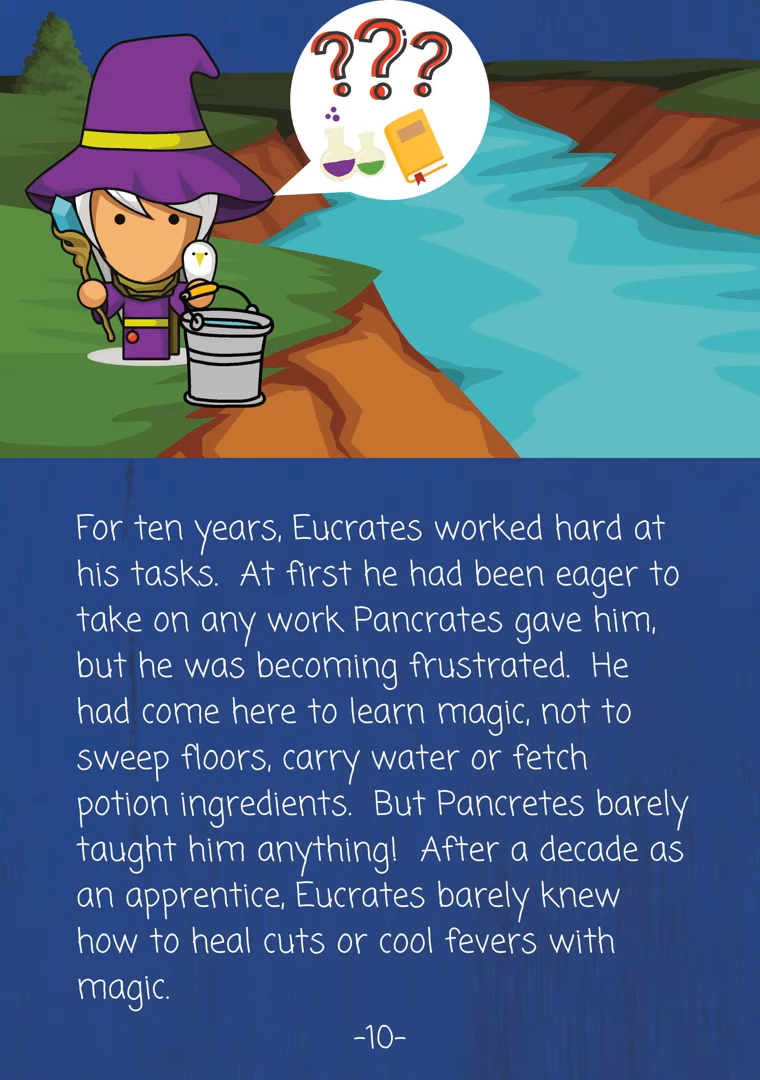 ???
For ten years, Eucrates worked hard at
his tasks.  At first he had been eager to
take on any work Pancrates gave him,
but he was becoming frustrated.  He
had come here to learn magic, not to
sweep floors, carry water or fetch
potion ingredients.  But Pancretes barely
taught him anything!  After a decade as
an apprentice, Eucrates barely knew
how to heal cuts or cool fevers with
magic.
-10-